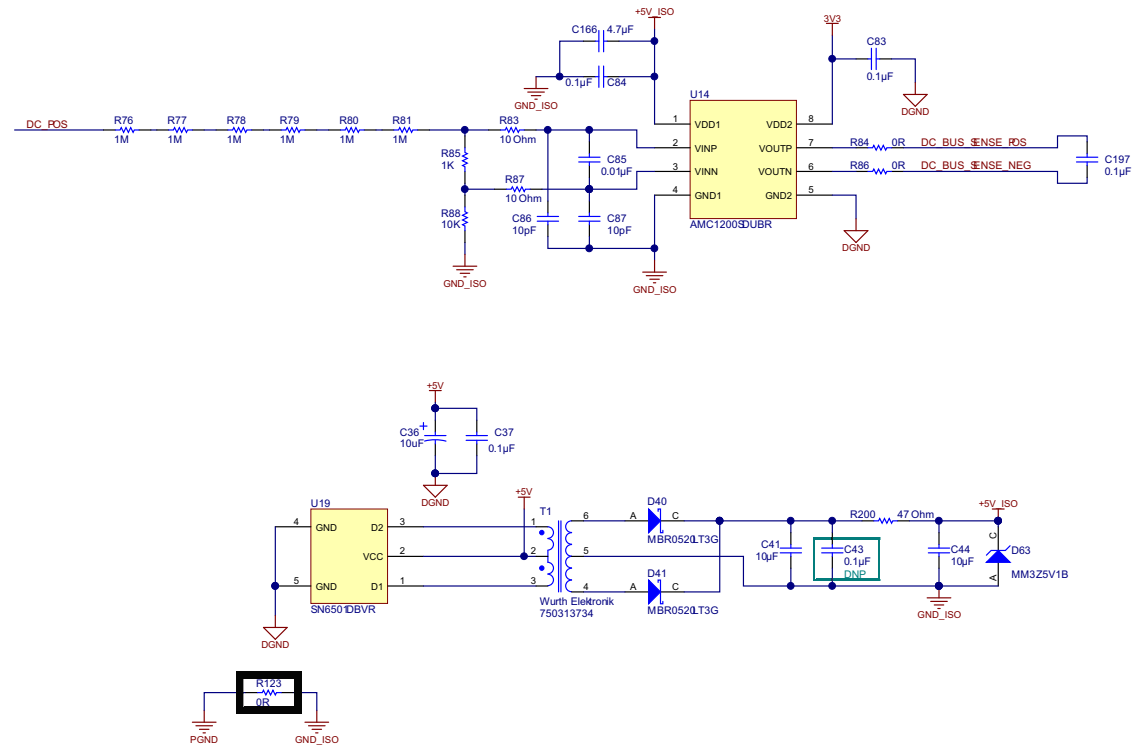 +5V_ISO
3V3
C166 4.7µF
C83
0.1µF
0.1µF C84
GND_ISO
DGND
U14
DC_POS
R76
1M
R77
1M
R78
1M
R79
1M
R80
1M
R81
1M
R83
10 Ohm
1 VDD1
VDD2 8
2 VINP
VOUTP 7
3 VINN
VOUTN 6
4 GND1
GND2 5
AMC1200SDUBR
R84 0R DC_BUS_SENSE_POS
R86 0R DC_BUS_SENSE_NEG
C197
0.1µF
R85
1K
C85
0.01µF
R87
10 Ohm
R88
10K
C86
10pF
C87
10pF
DGND
GND_ISO
GND_ISO
+5V
C36 +
10uF
C37
0.1µF
DGND
+5V
U19
4 GND
D2 3
VCC 2
5 GND
D1 1
SN6501DBVR
DGND
T1
1
2
3
6
5
4
Wurth Elektronik
750313734
D40
A C
MBR0520LT3G
D41
A C
MBR0520LT3G
R200 47 Ohm
+5V_ISO
C41
10µF
C43
0.1µF
DNP
C44
10µF
C
D63
A
MM3Z5V1B
GND_ISO
R123
0R
PGND
GND_ISO